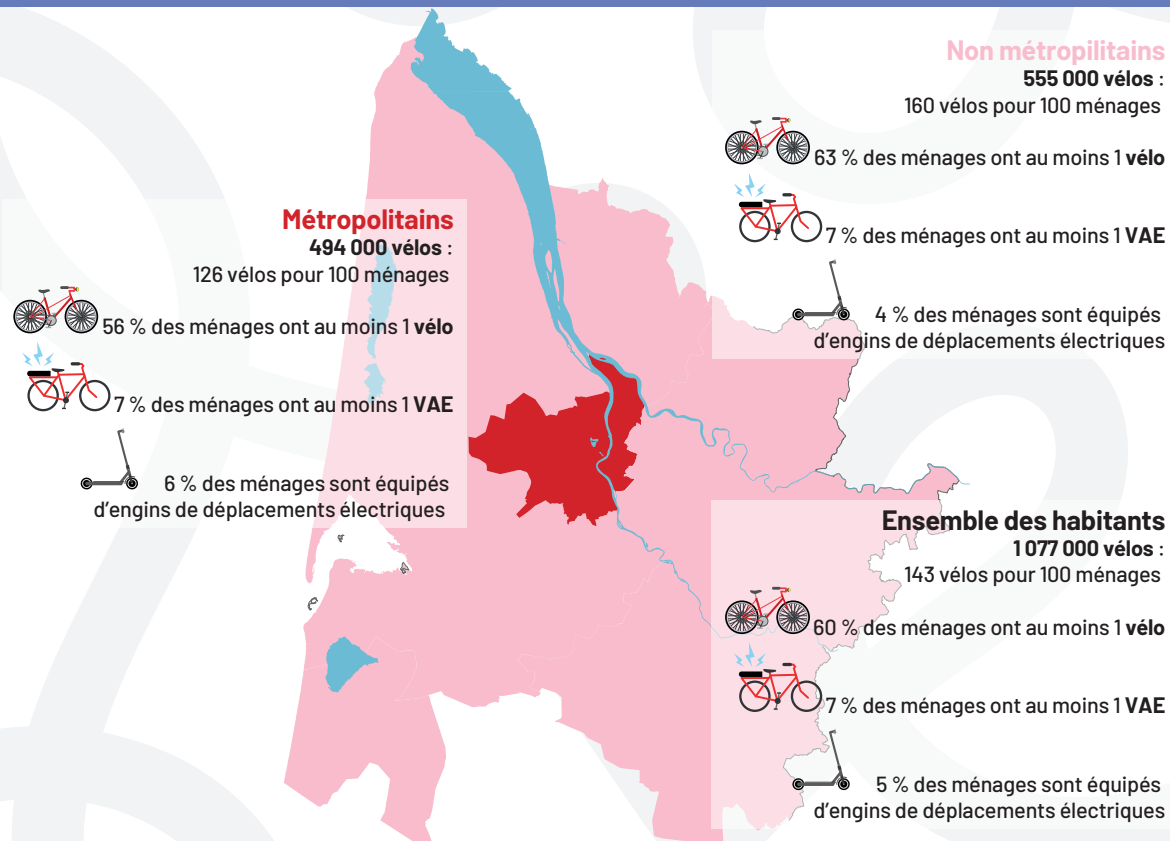 Non métropilitains
555 000 vélos :
160 vélos pour 100 ménages
63 % des ménages ont au moins 1 vélo
7 % des ménages ont au moins 1 VAE
4 % des ménages sont équipés
d'engins de déplacements électriques
Métropolitains
494 000 vélos :
126 vélos pour 100 ménages
56 % des ménages ont au moins 1 vélo
7 % des ménages ont au moins 1 VAE
6 % des ménages sont équipés
d'engins de déplacements électriques
Ensemble des habitants
1 077 000 vélos :
143 vélos pour 100 ménages
60 % des ménages ont au moins 1 vélo
7 % des ménages ont au moins 1 VAE
5 % des ménages sont équipés
d'engins de déplacements électriques